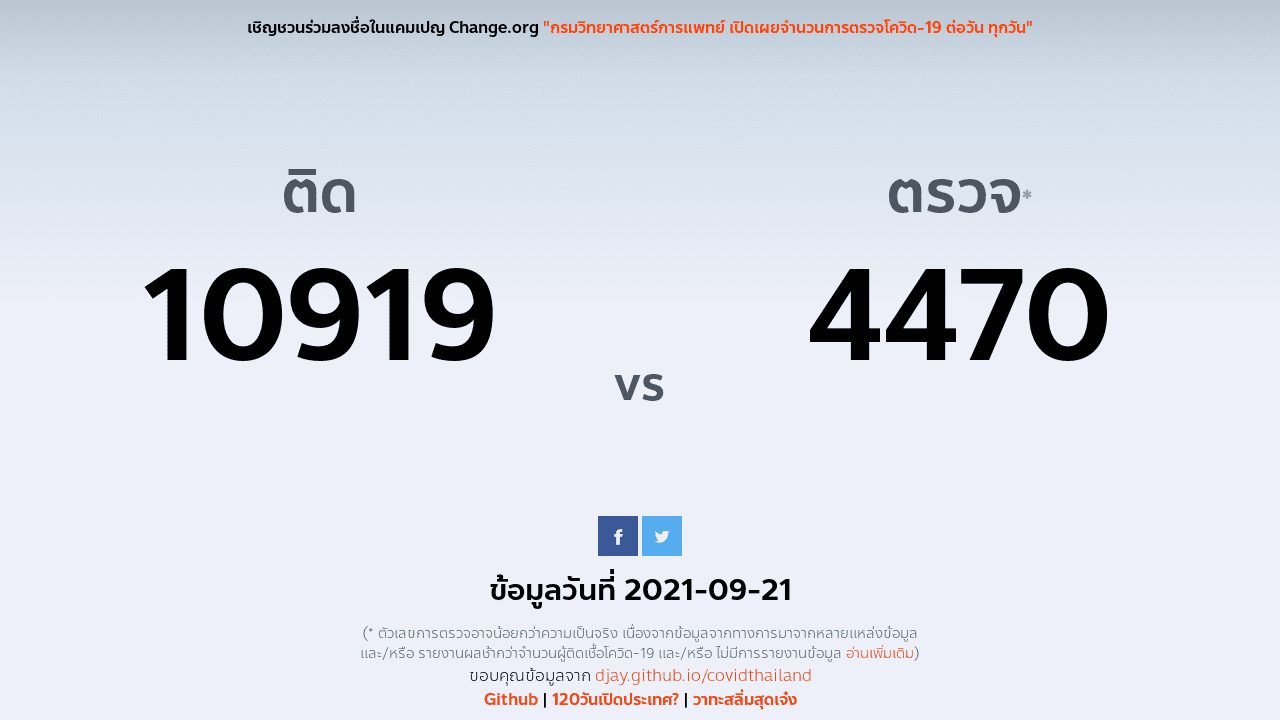 เชิญชวนร่วมลงชื่อในแคมเปญ Change.org "กรมวิทยาศาสตร์การแพทย์ เปิดเผยจำนวนการตรวจโควิด-19 ต่อวัน ทุกวัน"
ติด
10919
vs
ตรวจ*
4470
ข้อมูลวันที่ 2021-09-21
(* ตัวเลขการตรวจอาจน้อยกว่าความเป็นจริง เนื่องจากข้อมูลจากทางการมาจากหลายแหล่งข้อมูล
และ/หรือ รายงานผลช้ากว่าจำนวนผู้ติดเชื้อโควิด-19 และ/หรือ ไม่มีการรายงานข้อมูล อ่านเพิ่มเติม)
ขอบคุณข้อมูลจาก djay.github.io/covidthailand
Github | 120วันเปิดประเทศ? | วาทะสลิ่มสุดเจ๋ง